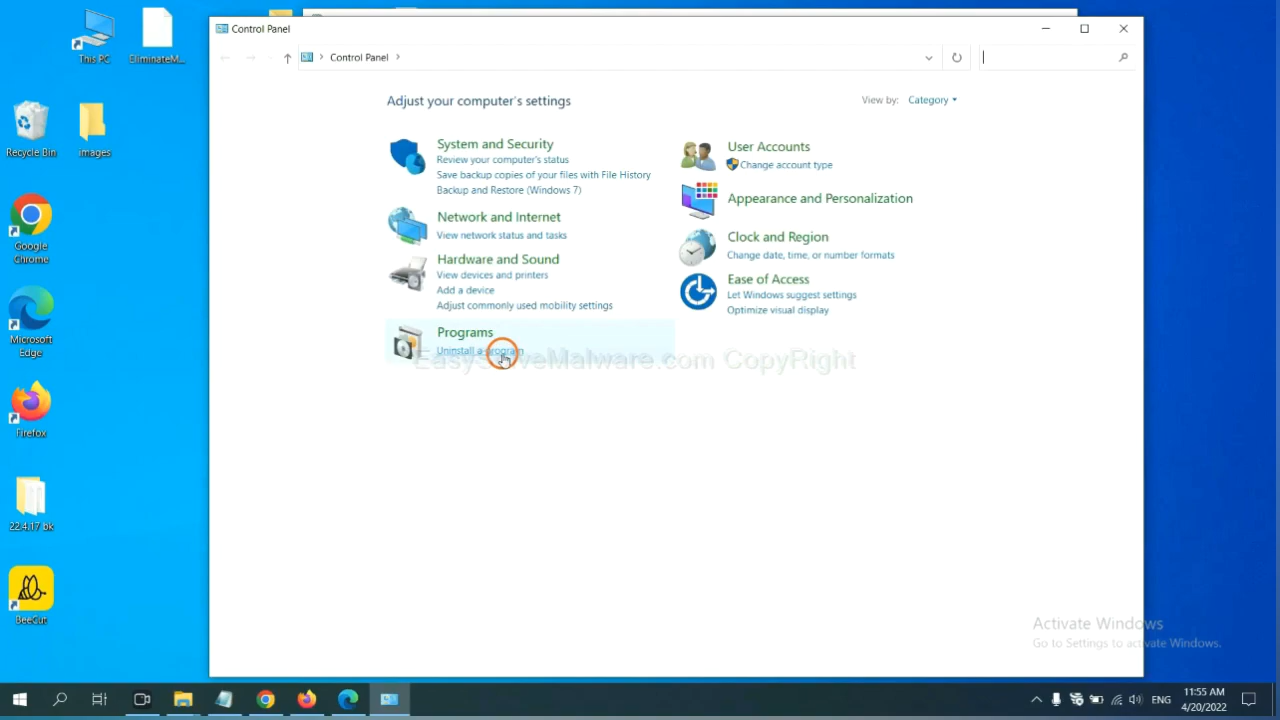 This PC
EliminateM...
Recycle Bin
images
Google
Chrome
Microsoft
Edge
Firefox
22.4.17 bk
BeeCut
Control Panel
Control Panel
Adjust your computer's settings
View by: Category
System and Security
Review your computer's status
Save backup copies of your files with File History
Backup and Restore (Windows 7)
Network and Internet
View network status and tasks
Hardware and Sound
View devices and printers
Add a device
Adjust commonly used mobility settings
Programs
Uninstall a program
User Accounts
Change account type
Appearance and Personalization
Clock and Region
Change date, time, or number formats
Ease of Access
Let Windows suggest settings
Optimize visual display
EasySolveMalware.com CopyRight
Activate Windows
Go to Settings to activate Windows.
ENG
11:55 AM
4/20/2022